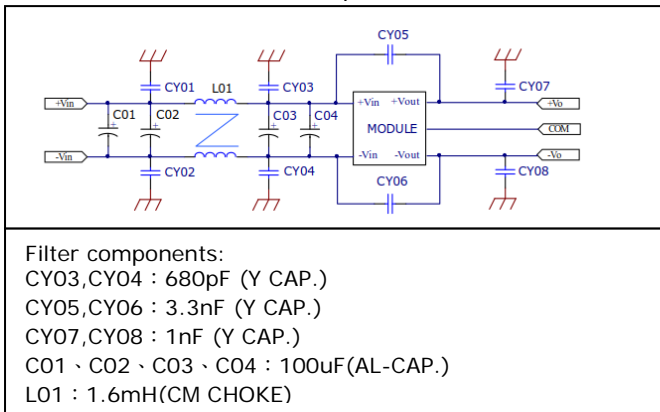 CY05
CY01 L01 CY03 CY07
+Vin +Vin +Vout +Vo
C01 C02 C03 C04 MODULE COM
-Vin -Vin -Vout -Vo
CY02 CY04 CY06 CY08
Filter components:
CY03,CY04：680pF (Y CAP.)
CY05,CY06：3.3nF (Y CAP.)
CY07,CY08：1nF (Y CAP.)
C01、C02、C03、C04：100uF(AL-CAP.)
L01：1.6mH(CM CHOKE)